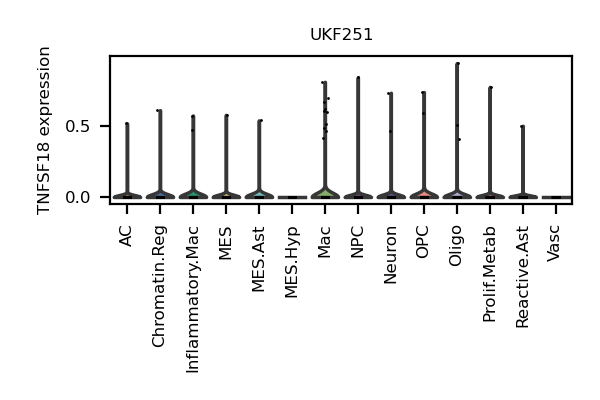 UKF251
TNFSF18 expression
0.5
0.0
AC
Chromatin.Reg
Inflammatory.Mac
MES
MES.Ast
MES.Hyp
Mac
NPC
Neuron
OPC
Oligo
Prolif.Metab
Reactive.Ast
Vasc